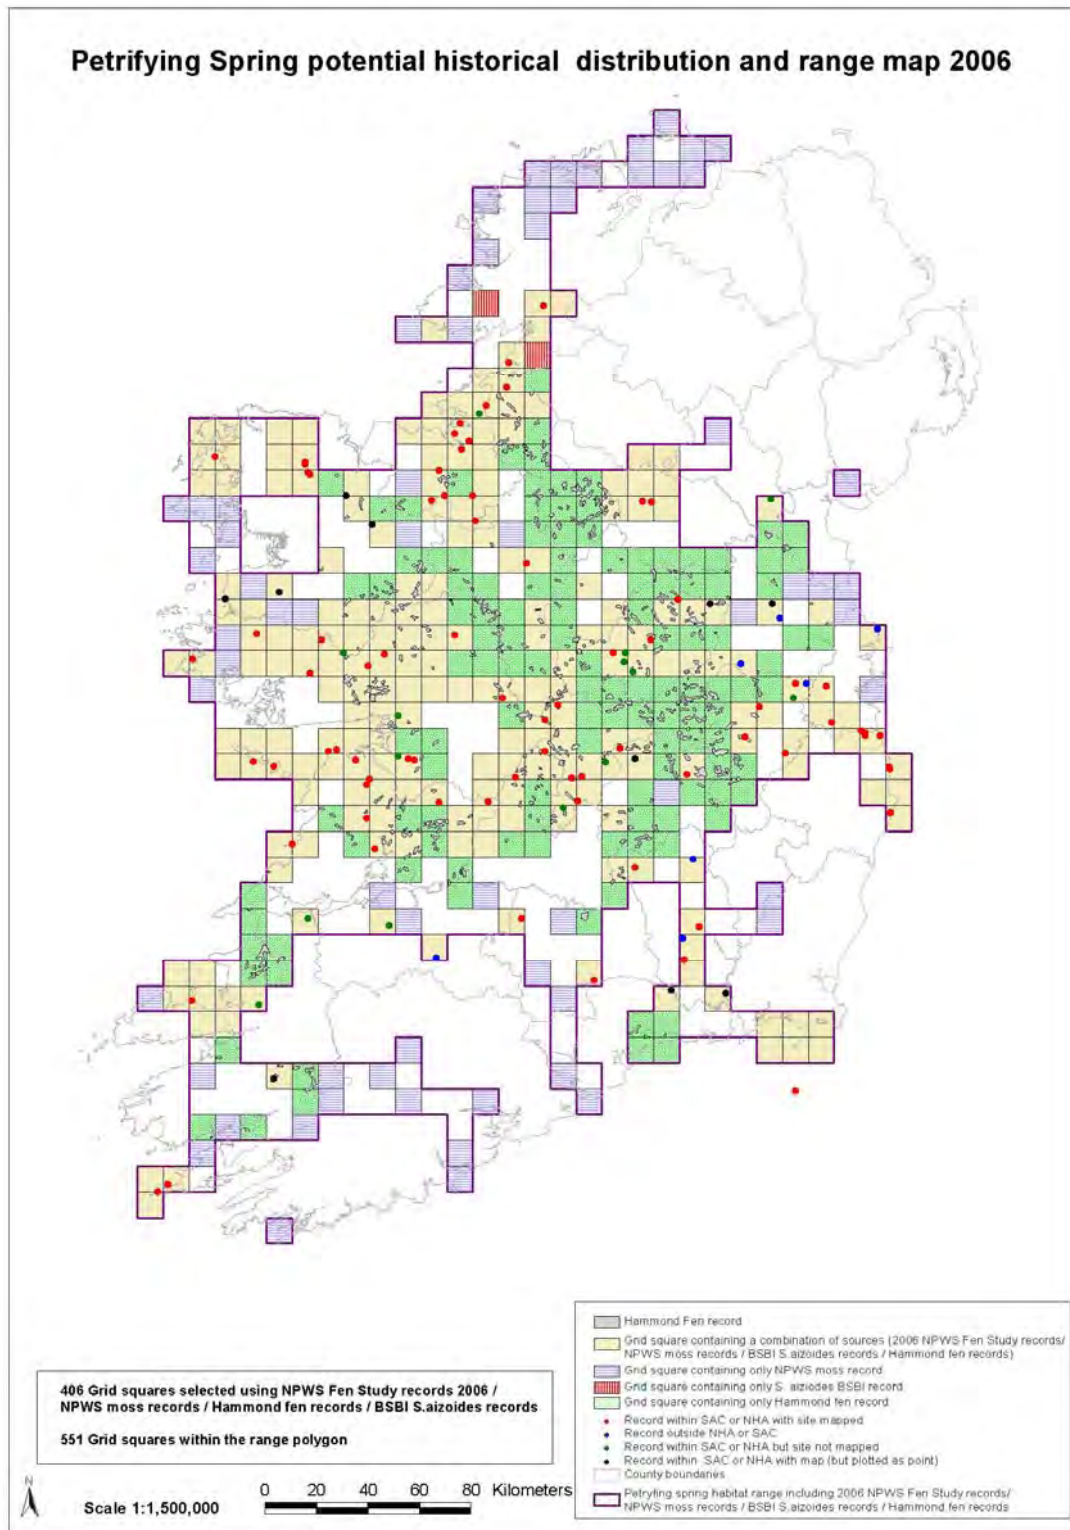 Petrifying Spring potential historical distribution and range map 2006
Hammond Fen record
Grid square containing a combination of sources (2006 NPWS Fen Study records/
NPWS moss records / BSBI S.aizoides records / Hammond fen records)
Grid square containing only NPWS moss record
Grid square containing only S. aiziodes BSBI record
Grid square containing only Hammond fen record
Record within SAC or NHA with site mapped
Record outside NHA or SAC
Record within SAC or NHA but site not mapped
Record within SAC or NHA with map (but plotted as point)
County boundaries
Petryfing spring habitat range including 2006 NPWS Fen Study records/
NPWS moss records / BSBI S.aizoides records / Hammond fen records
406 Grid squares selected using NPWS Fen Study records 2006 /
NPWS moss records / Hammond fen records / BSBI S.aizoides records
551 Grid squares within the range polygon
N
Scale 1:1,500,000
0 20 40 60 80 Kilometers